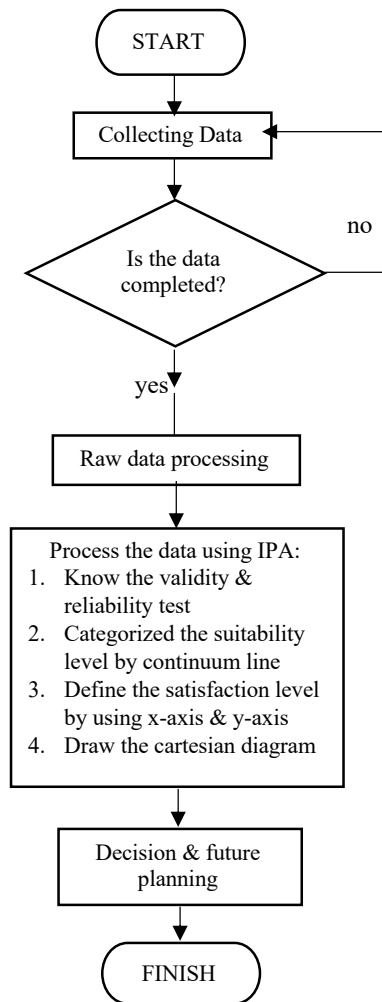 START
Collecting Data
no
Is the data
completed?
yes
Raw data processing
Process the data using IPA:
1. Know the validity &
reliability test
2. Categorized the suitability
level by continuum line
3. Define the satisfaction level
by using x-axis & y-axis
4. Draw the cartesian diagram
Decision & future
planning
FINISH